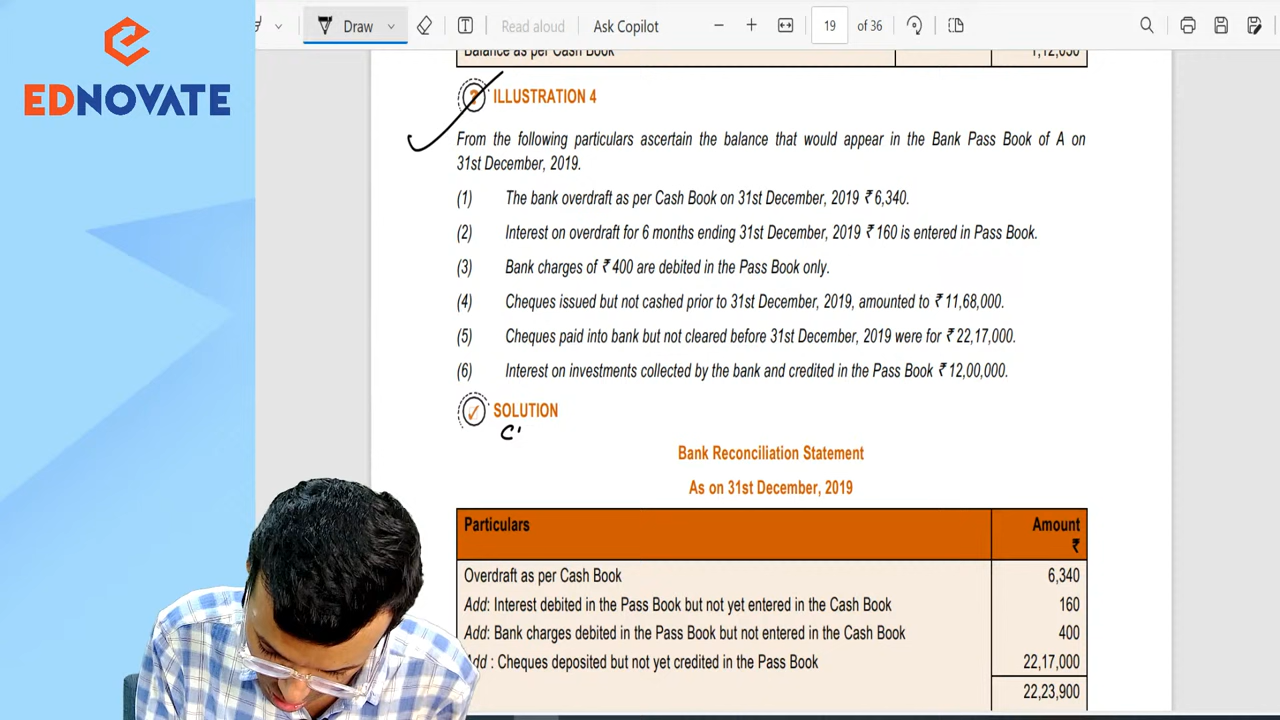 Draw
Read aloud
Ask Copilot
19 of 36
EDNOVATE
Balance as per Cash Book 1,12,050
? ILLUSTRATION 4
From the following particulars ascertain the balance that would appear in the Bank Pass Book of A on
31st December, 2019.
(1) The bank overdraft as per Cash Book on 31st December, 2019 ₹ 6,340.
(2) Interest on overdraft for 6 months ending 31st December, 2019 ₹ 160 is entered in Pass Book.
(3) Bank charges of ₹ 400 are debited in the Pass Book only.
(4) Cheques issued but not cashed prior to 31st December, 2019, amounted to ₹ 11,68,000.
(5) Cheques paid into bank but not cleared before 31st December, 2019 were for ₹ 22,17,000.
(6) Interest on investments collected by the bank and credited in the Pass Book ₹ 12,00,000.
SOLUTION
Bank Reconciliation Statement
As on 31st December, 2019
Particulars Amount
₹
Overdraft as per Cash Book 6,340
Add: Interest debited in the Pass Book but not yet entered in the Cash Book 160
Add: Bank charges debited in the Pass Book but not entered in the Cash Book 400
Add : Cheques deposited but not yet credited in the Pass Book 22,17,000
22,23,900